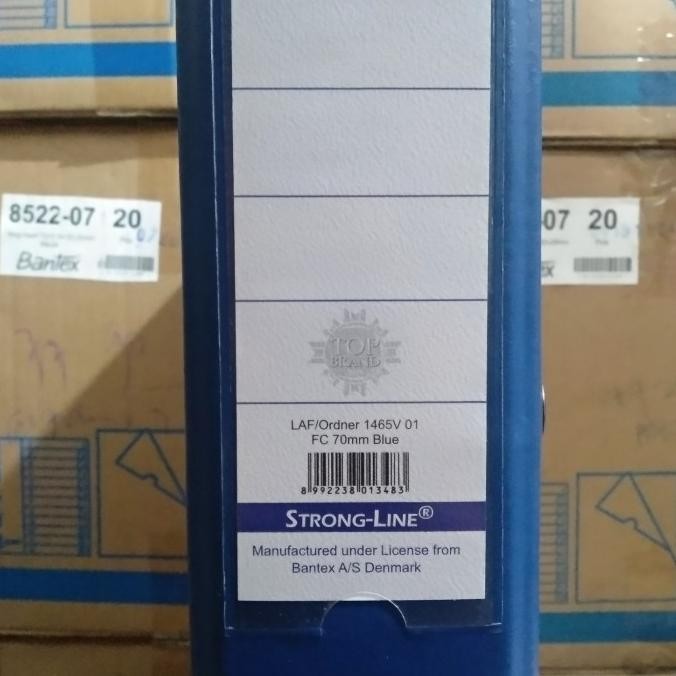 8522-07 20
Bantex
-07 20
TOP
BRAND
LAF/Ordner 1465V 01
FC 70mm Blue
8 992238 013483
STRONG-LINE®
Manufactured under License from
Bantex A/S Denmark